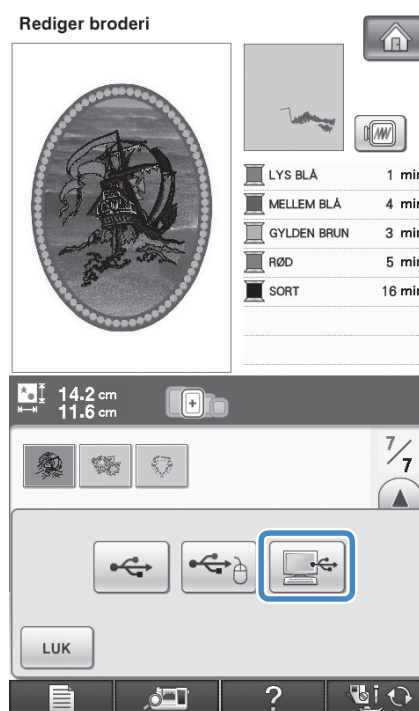 Rediger broderi
LYS BLÅ 1 min
MELLEM BLÅ 4 min
GYLDEN BRUN 3 min
RØD 5 min
SORT 16 min
14.2 cm
11.6 cm
7/7
LUK
?